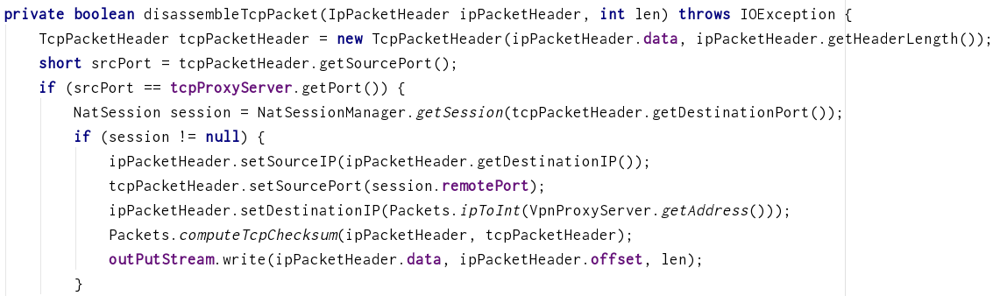 private boolean disassembleTcpPacket(IpPacketHeader ipPacketHeader, int len) throws IOException {
    TcpPacketHeader tcpPacketHeader = new TcpPacketHeader(ipPacketHeader.data, ipPacketHeader.getHeaderLength());
    short srcPort = tcpPacketHeader.getSourcePort();
    if (srcPort == tcpProxyServer.getPort()) {
        NatSession session = NatSessionManager.getSession(tcpPacketHeader.getDestinationPort());
        if (session != null) {
            ipPacketHeader.setSourceIP(ipPacketHeader.getDestinationIP());
            tcpPacketHeader.setSourcePort(session.remotePort);
            ipPacketHeader.setDestinationIP(Packets.ipToInt(VpnProxyServer.getAddress()));
            Packets.computeTcpChecksum(ipPacketHeader, tcpPacketHeader);
            outPutStream.write(ipPacketHeader.data, ipPacketHeader.offset, len);
        }